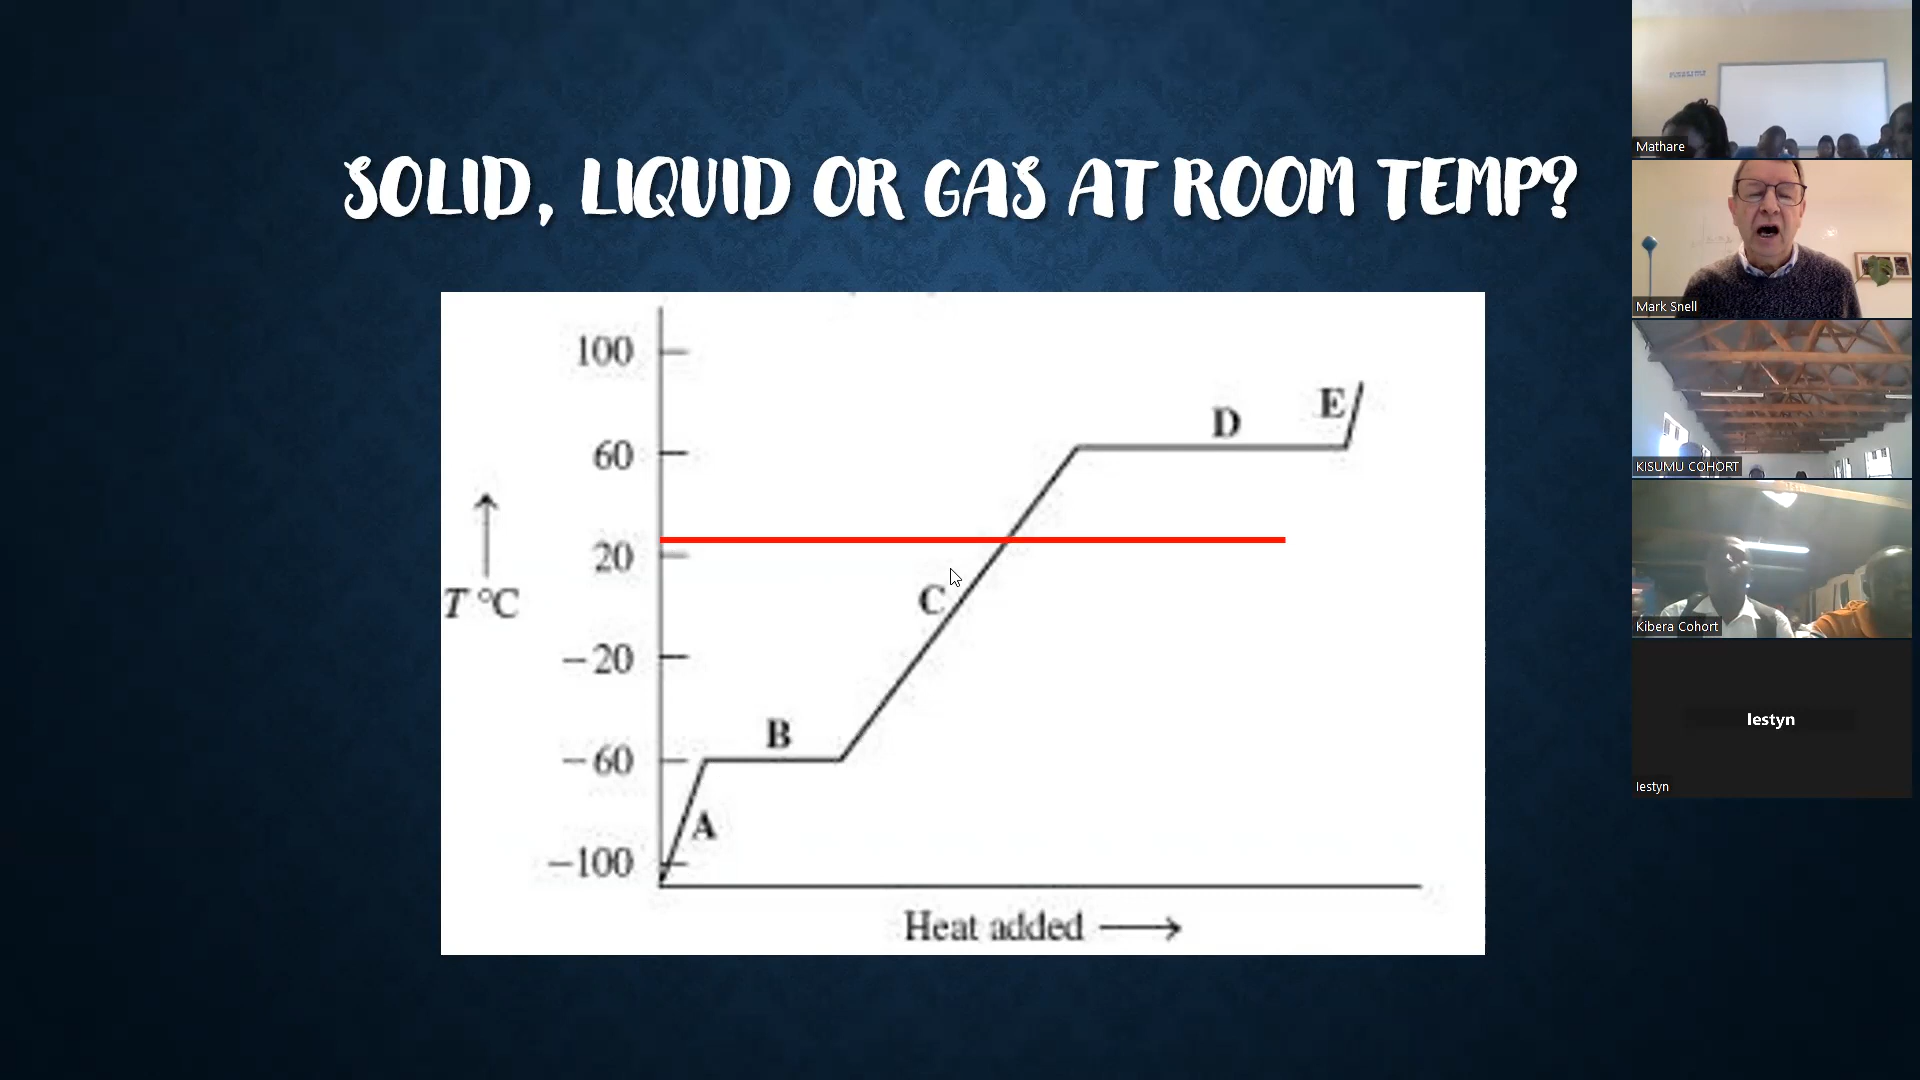 SOLID, LIQUID OR GAS AT ROOM TEMP?
100
60
20
−20
−60
−100
T °C
A
B
C
D
E
Heat added
Mathare
Mark Snell
KISUMU COHORT
Kibera Cohort
Iestyn
Iestyn